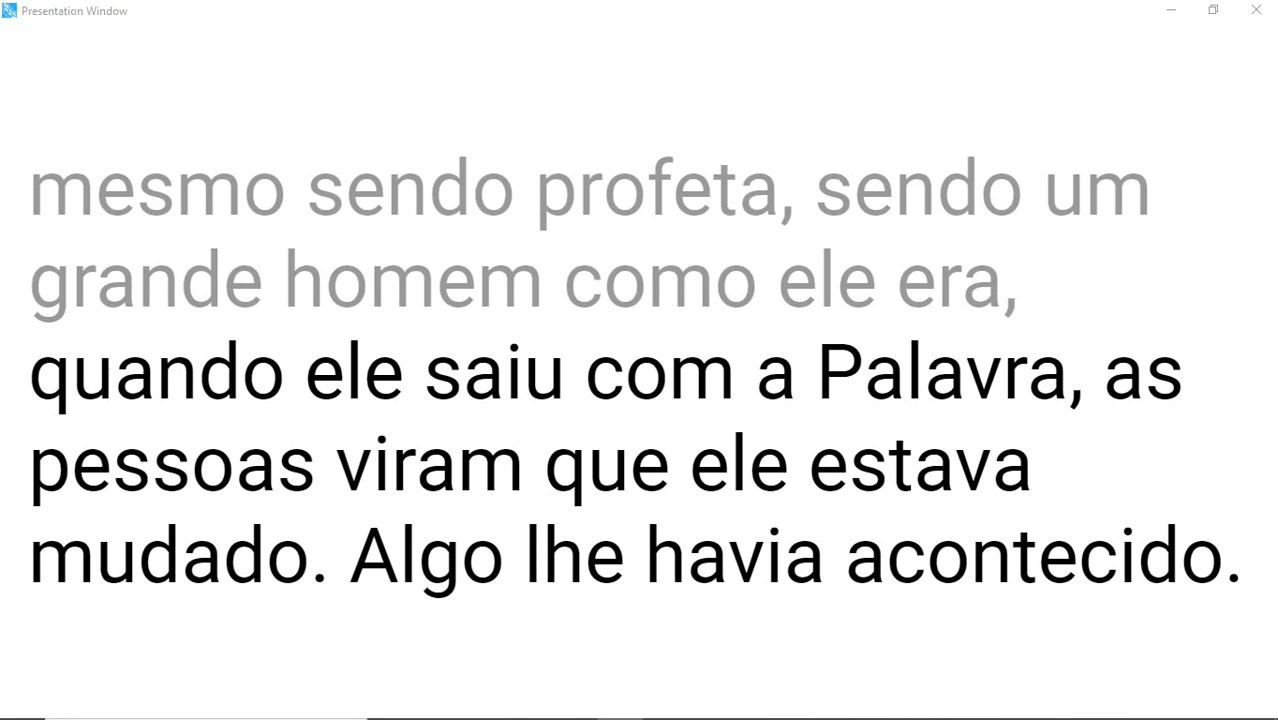 Presentation Window
mesmo sendo profeta, sendo um
grande homem como ele era,
quando ele saiu com a Palavra, as
pessoas viram que ele estava
mudado. Algo lhe havia acontecido.